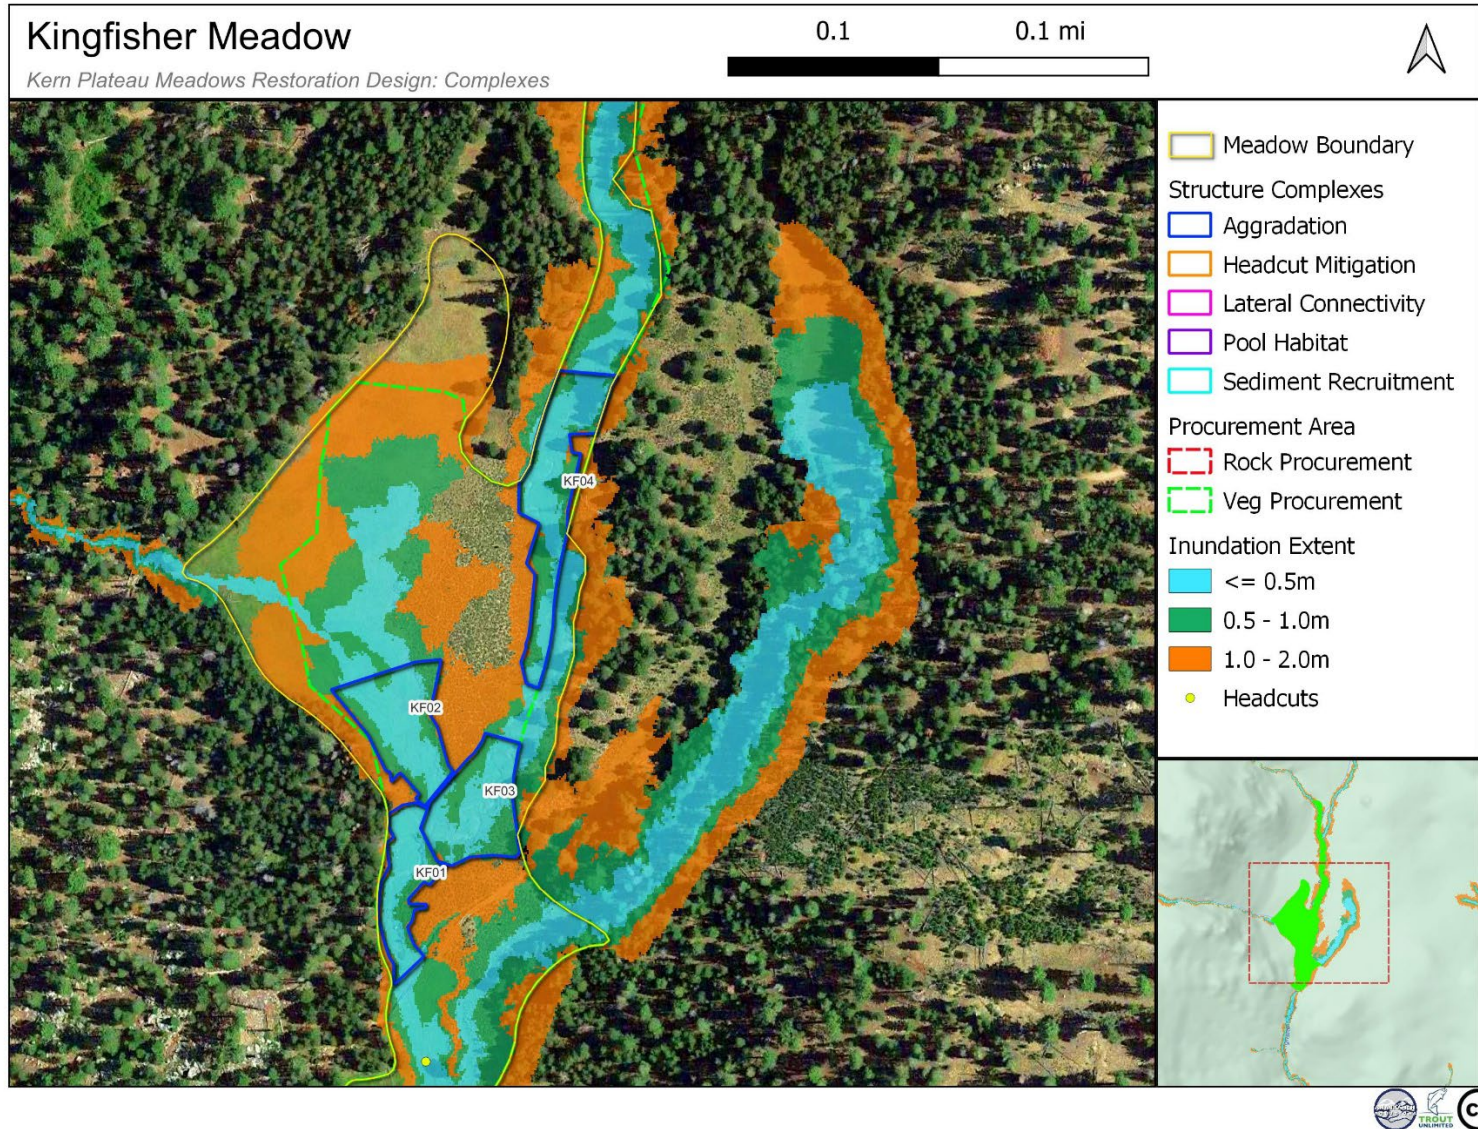 Kingfisher Meadow
Kern Plateau Meadows Restoration Design: Complexes
0.1 0.1 mi
Meadow Boundary
Structure Complexes
Aggradation
Headcut Mitigation
Lateral Connectivity
Pool Habitat
Sediment Recruitment
Procurement Area
Rock Procurement
Veg Procurement
Inundation Extent
<= 0.5m
0.5 - 1.0m
1.0 - 2.0m
Headcuts
KF04
KF02
KF03
KF01
TROUT
UNLIMITED